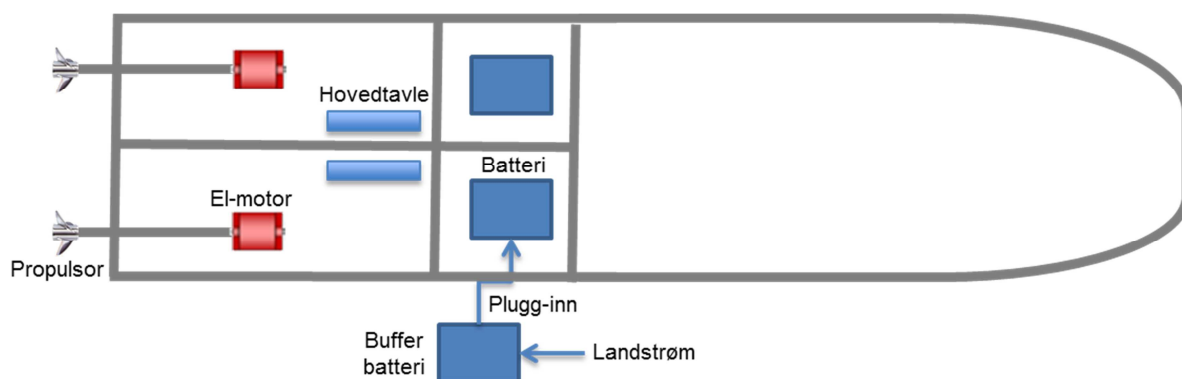 Hovedtavle
Batteri
El-motor
Propulsor
Plugg-inn
Buffer
batteri
Landstrøm